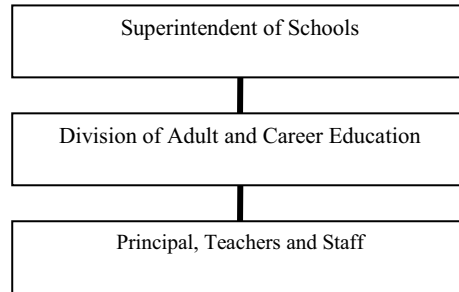 Superintendent of Schools
Division of Adult and Career Education
Principal, Teachers and Staff